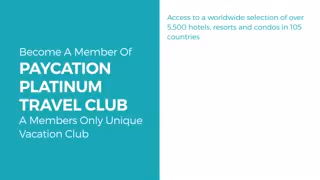 Become A Member Of
PAYCATION
PLATINUM
TRAVEL CLUB
A Members Only Unique
Vacation Club
Access to a worldwide selection of over
5,500 hotels, resorts and condos in 105
countries